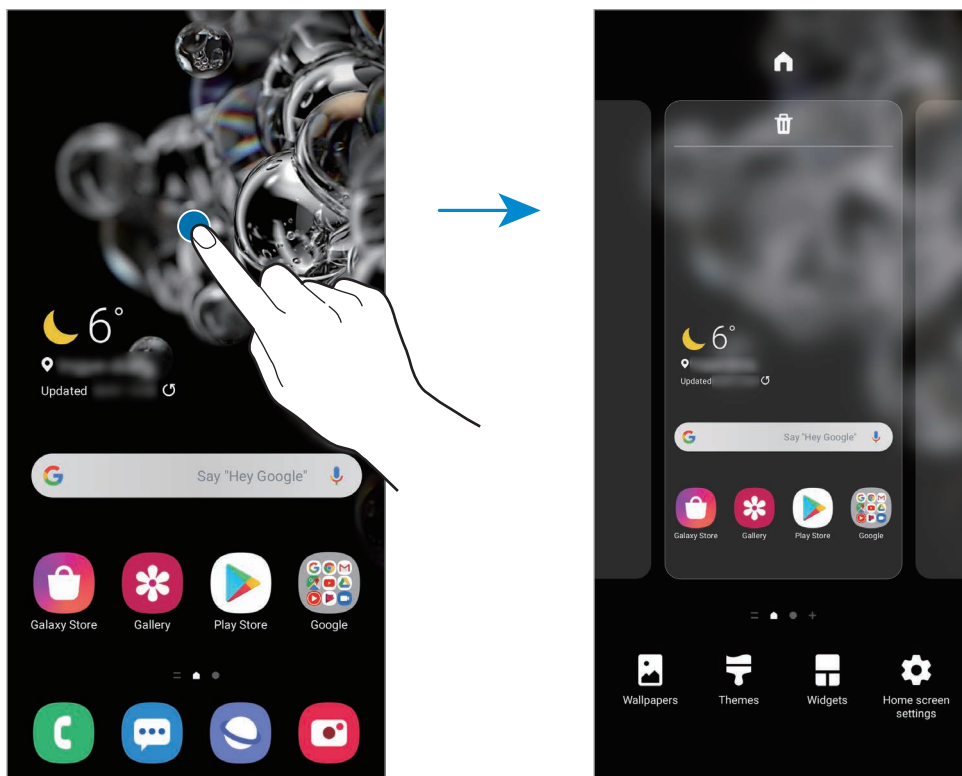 6°
Updated
Say "Hey Google"
Galaxy Store Gallery Play Store Google
6°
Updated
Say "Hey Google"
Galaxy Store Gallery Play Store Google
Wallpapers Themes Widgets Home screen
settings